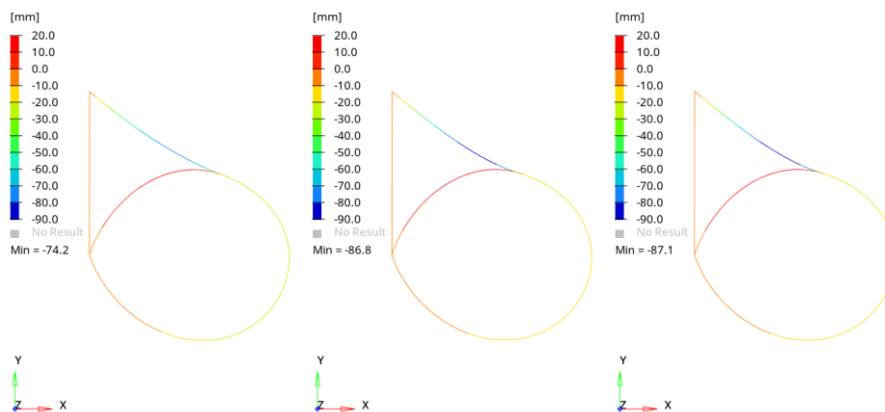 [mm]
20.0
10.0
0.0
-10.0
-20.0
-30.0
-40.0
-50.0
-60.0
-70.0
-80.0
-90.0
No Result
Min = -74.2
Y
Z X
[mm]
20.0
10.0
0.0
-10.0
-20.0
-30.0
-40.0
-50.0
-60.0
-70.0
-80.0
-90.0
No Result
Min = -86.8
Y
Z X
[mm]
20.0
10.0
0.0
-10.0
-20.0
-30.0
-40.0
-50.0
-60.0
-70.0
-80.0
-90.0
No Result
Min = -87.1
Y
Z X